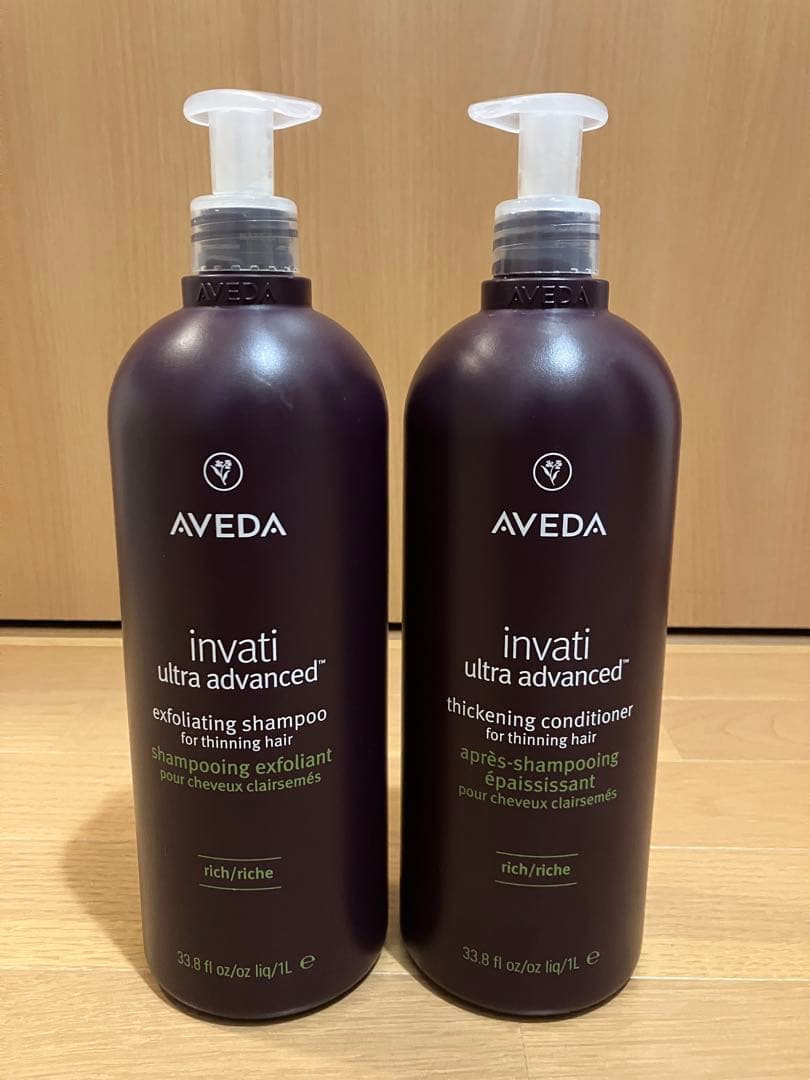 AVEDA
AVEDA
invati
ultra advanced™
exfoliating shampoo
for thinning hair
shampooing exfoliant
pour cheveux clairsemés
rich/riche
33.8 fl oz/oz liq/1L ℮
AVEDA
AVEDA
invati
ultra advanced™
thickening conditioner
for thinning hair
après-shampooing
épaississant
pour cheveux clairsemés
rich/riche
33.8 fl oz/oz liq/1L ℮